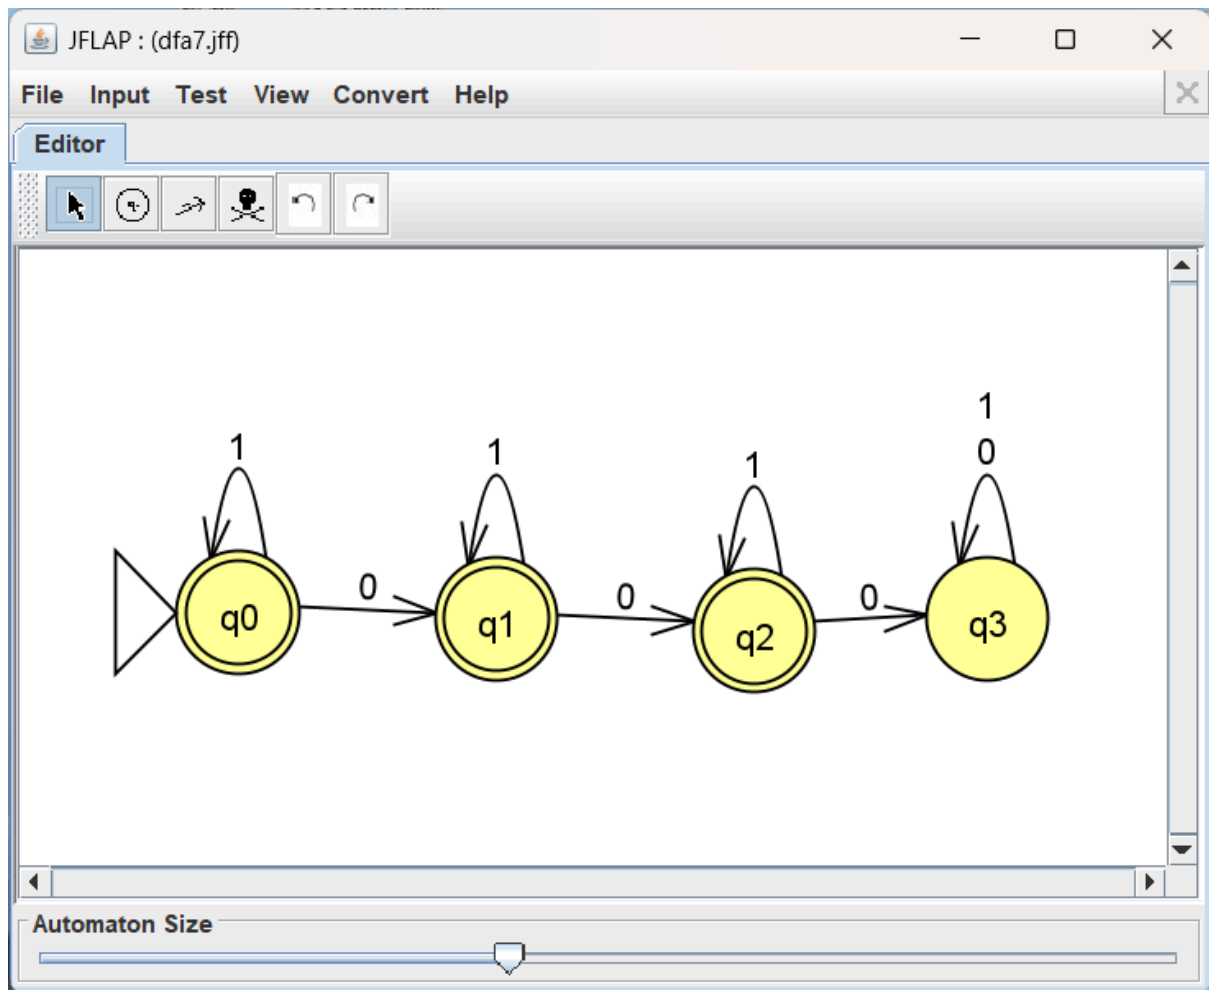 JFLAP : (dfa7.jff)
File Input Test View Convert Help
Editor
1
1
1
1
0
0
0
0
q0
q1
q2
q3
Automaton Size